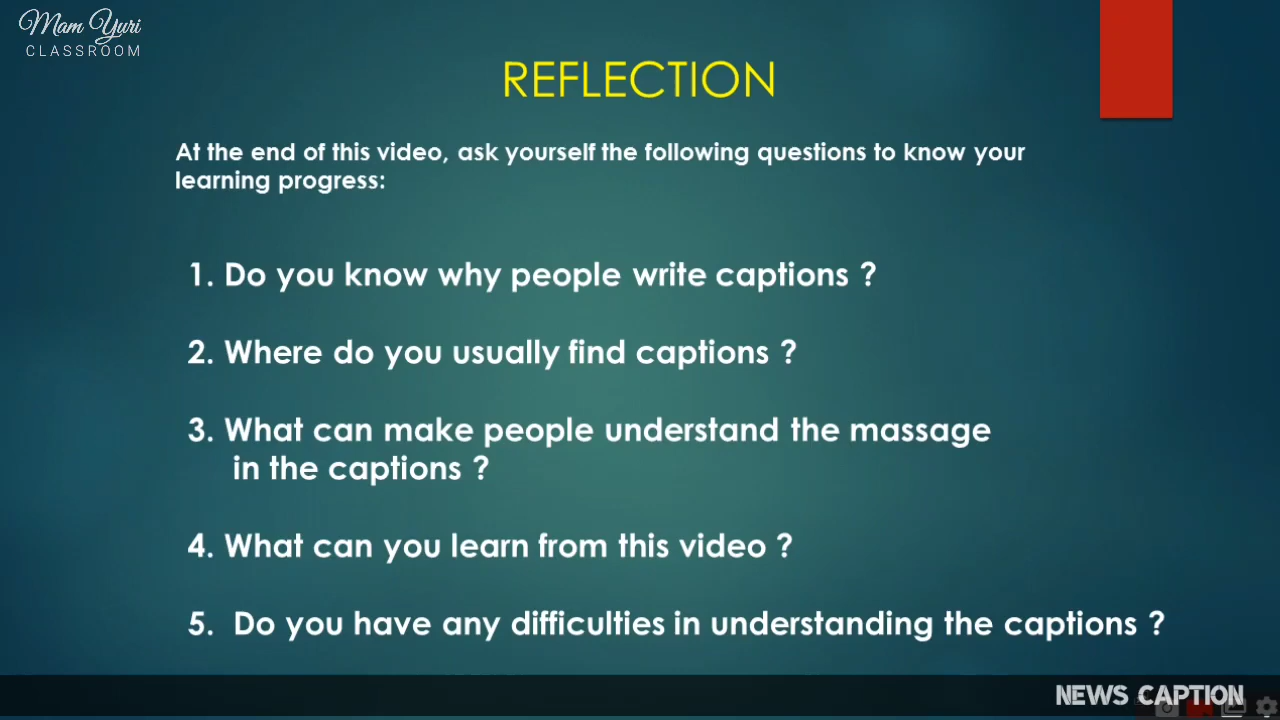 Mam Yuri
CLASSROOM
REFLECTION
At the end of this video, ask yourself the following questions to know your
learning progress:
1. Do you know why people write captions ?
2. Where do you usually find captions ?
3. What can make people understand the massage
in the captions ?
4. What can you learn from this video ?
5. Do you have any difficulties in understanding the captions ?
NEWS CAPTION